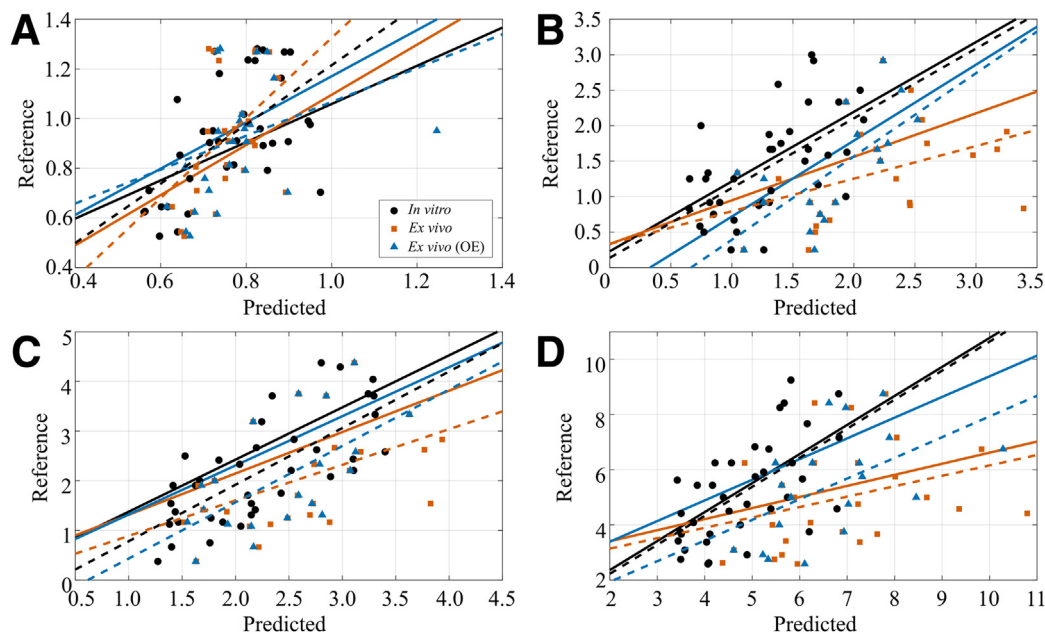 A
1.4
1.2
1.0
0.8
0.6
0.4
Reference
0.4 0.6 0.8 1.0 1.2 1.4
Predicted
In vitro
Ex vivo
Ex vivo (OE)
B
3.5
3.0
2.5
2.0
1.5
1.0
0.5
0
Reference
0 0.5 1.0 1.5 2.0 2.5 3.0 3.5
Predicted
C
5
4
3
2
1
0
Reference
0.5 1.0 1.5 2.0 2.5 3.0 3.5 4.0 4.5
Predicted
D
10
8
6
4
2
Reference
2 3 4 5 6 7 8 9 10 11
Predicted